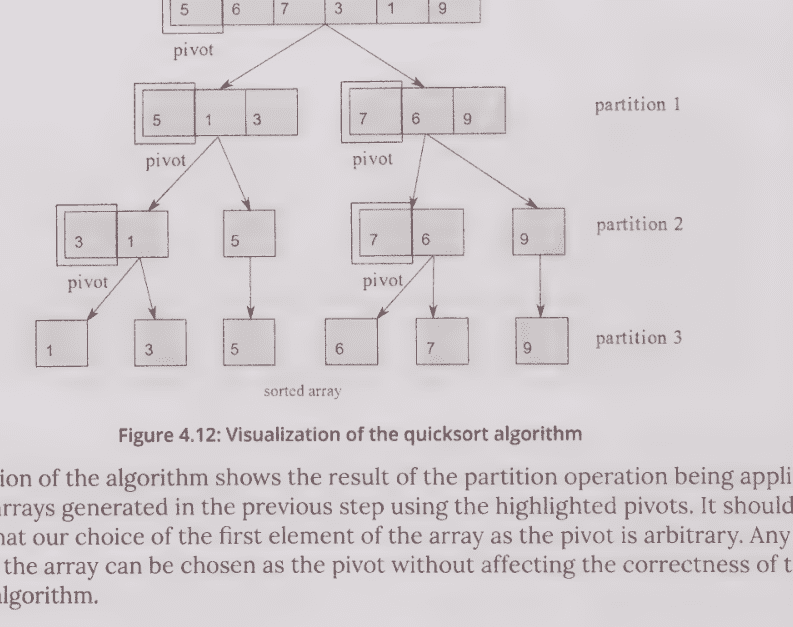 5 6 7 3 1 9
pivot
5 1 3 7 6 9 partition 1
pivot pivot
3 1 5 7 6 9 partition 2
pivot pivot
1 3 5 6 7 9 partition 3
sorted array
Figure 4.12: Visualization of the quicksort algorithm
of the algorithm shows the result of the partition operation being
generated in the previous step using the highlighted pivots. It should
our choice of the first element of the array as the pivot is arbitrary. Any
the array can be chosen as the pivot without affecting the correctness of